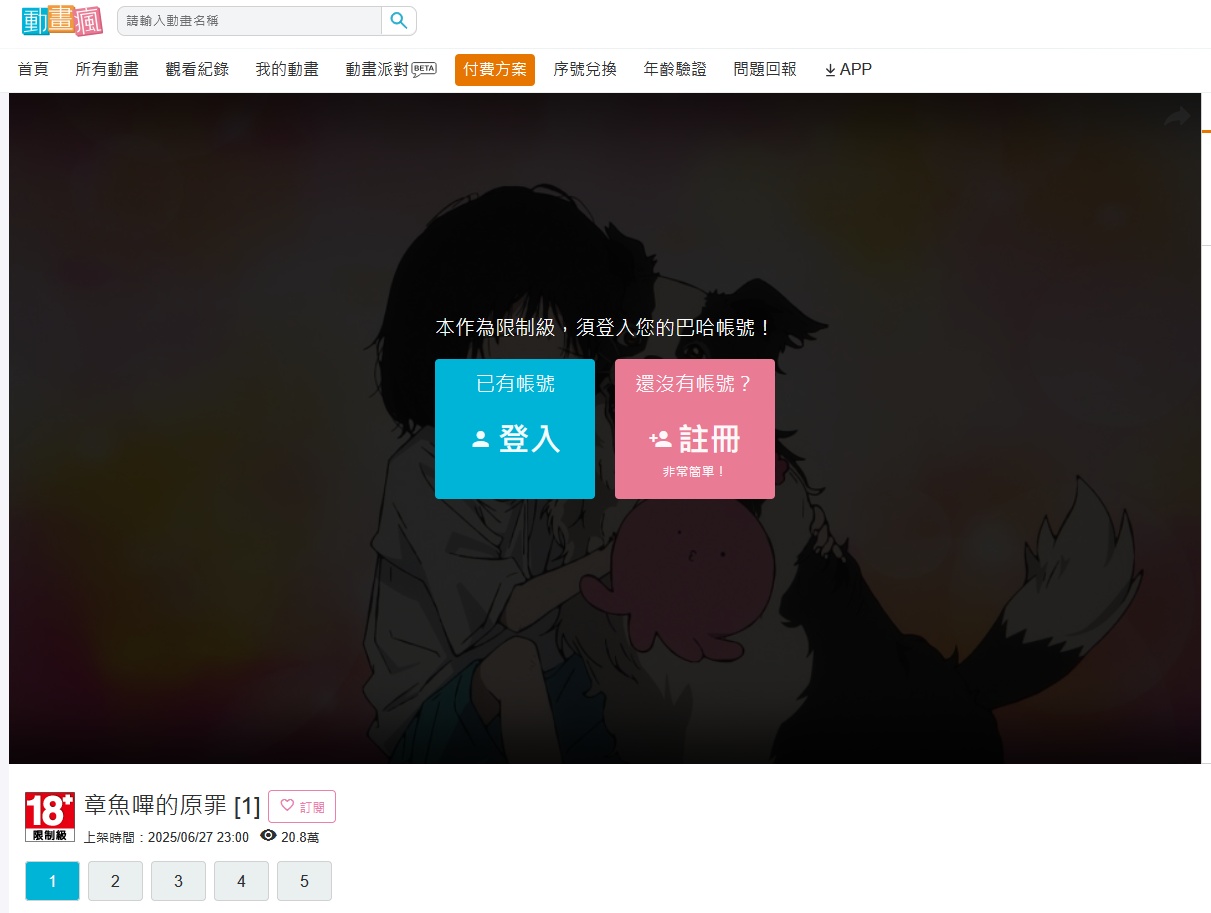 動畫瘋
請輸入動畫名稱
首頁 所有動畫 觀看紀錄 我的動畫 動畫派對 BETA 付費方案 序號兌換 年齡驗證 問題回報 APP
本作為限制級，須登入您的巴哈帳號！
已有帳號
登入
還沒有帳號？
註冊
非常簡單！
18+
限制級
章魚嗶的原罪 [1] 訂閱
上架時間：2025/06/27 23:00 20.8萬
1 2 3 4 5